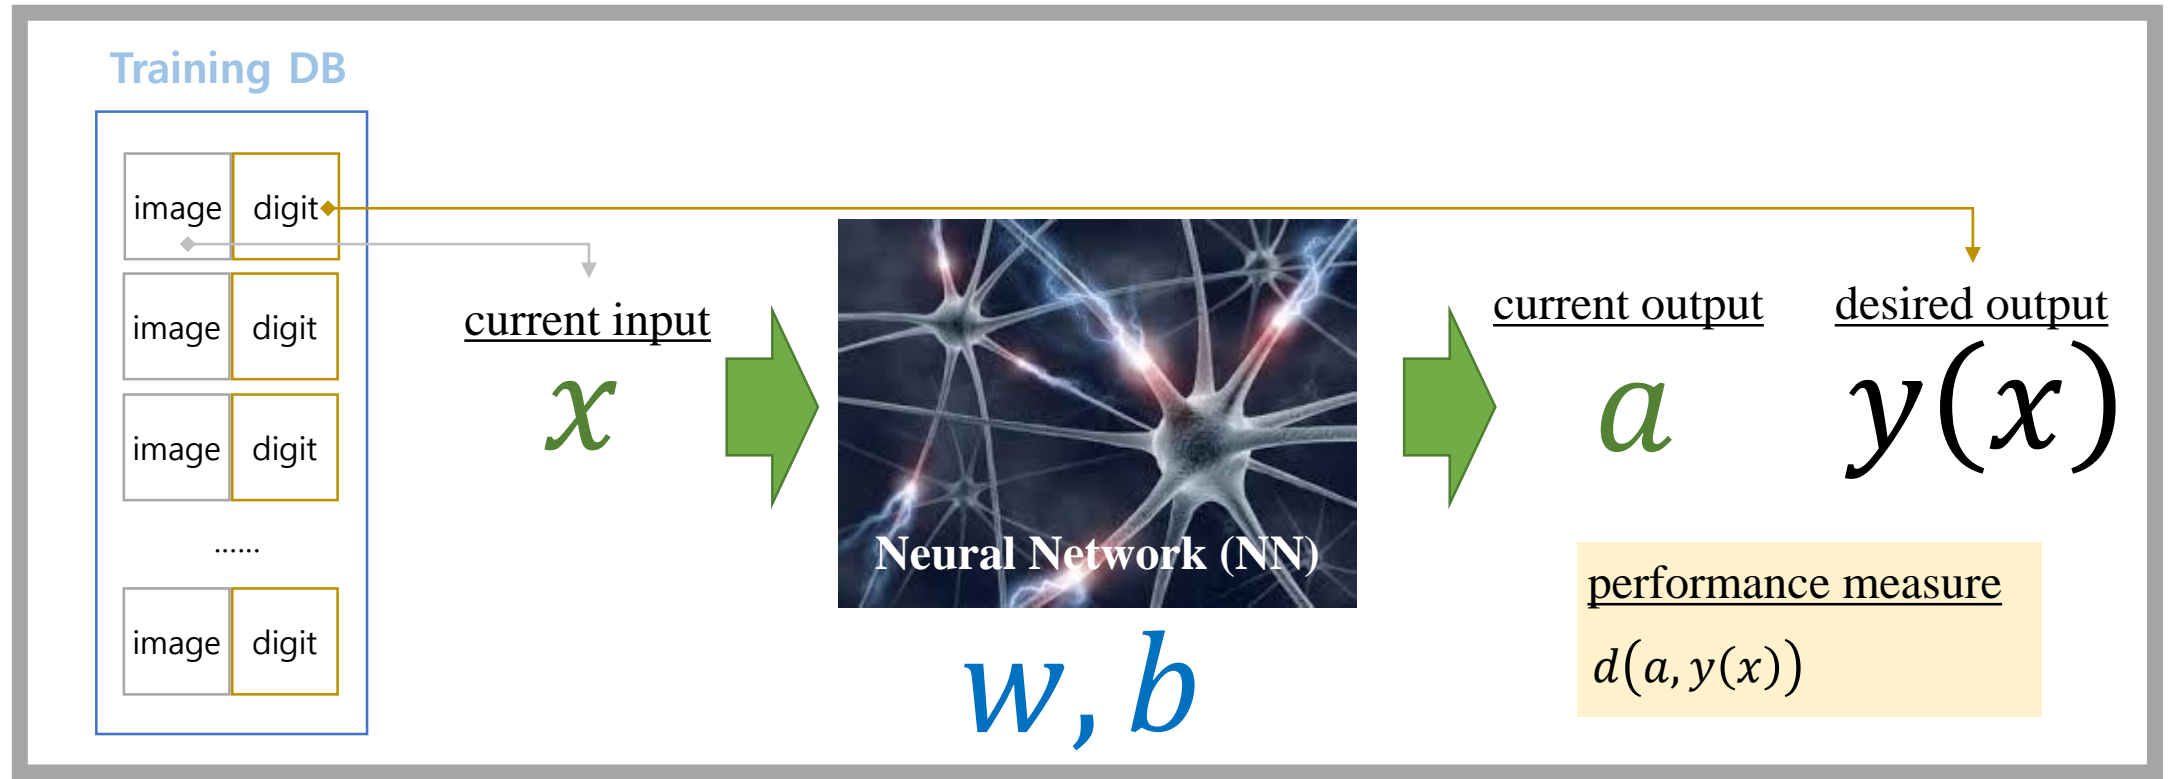 Training DB
image digit
image digit
image digit
......
image digit
current input
x
Neural Network (NN)
w, b
current output
a
desired output
y(x)
performance measure
d(a, y(x))